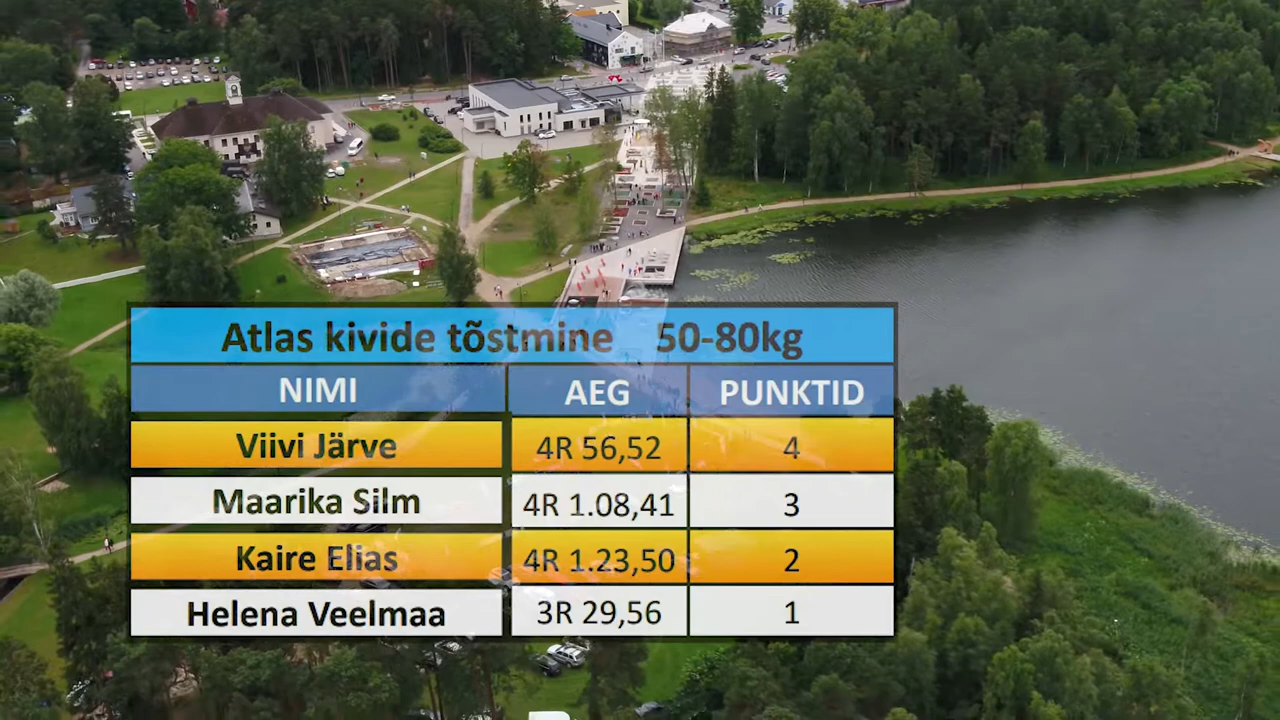 Atlas kivide tõstmine 50-80kg
NIMI AEG PUNKTID
Viivi Järve 4R 56,52 4
Maarika Silm 4R 1.08,41 3
Kaire Elias 4R 1.23,50 2
Helena Veelmaa 3R 29,56 1